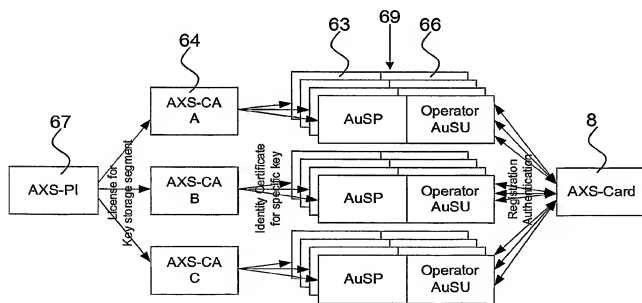 64
63
69
66
67
8
AXS-PI
License for
Key storage segment
AXS-CA
A
AXS-CA
B
AXS-CA
C
Identity Certificate
for specific key
AuSP
Operator
AuSU
AuSP
Operator
AuSU
AuSP
Operator
AuSU
Registration
Authentication
AXS-Card